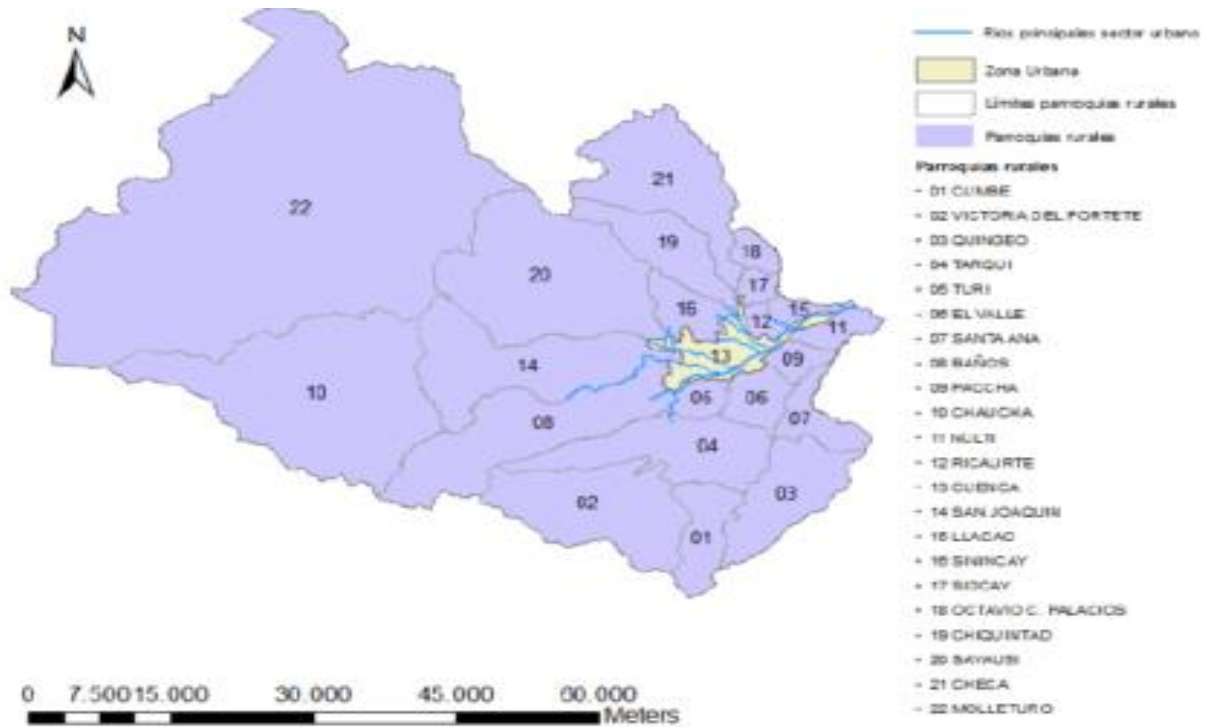 N
Rios principales sector urbano
Zona Urbana
Límites parroquias rurales
Parroquias rurales
Parroquias rurales
- 01 CUMBE
- 02 VICTORIA DEL PORTETE
- 03 QUINGEO
- 04 TARQUI
- 05 TURI
- 06 EL VALLE
- 07 SANTA ANA
- 08 BAÑOS
- 09 PACCHA
- 10 CHAUCHA
- 11 NULTI
- 12 RICAURTE
- 13 CUENCA
- 14 SAN JOAQUIN
- 15 LLACAO
- 16 SININCAY
- 17 SIDCAY
- 18 OCTAVIO C. PALACIOS
- 19 CHIQUINTAD
- 20 SAYAUSI
- 21 CHECA
- 22 MOLLETURO
21
22
19
18
20
17
16
15
12
11
13
14
09
10
05
06
08
07
04
03
02
01
0 7.500 15.000 30.000 45.000 60.000
Meters